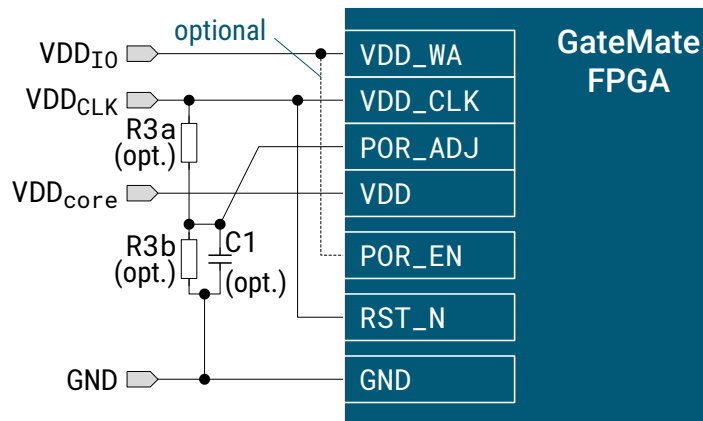 optional
VDD_IO
VDD_WA
GateMate
FPGA
VDD_CLK
VDD_CLK
R3a
(opt.)
POR_ADJ
VDD_core
VDD
R3b
(opt.)
C1
(opt.)
POR_EN
RST_N
GND
GND